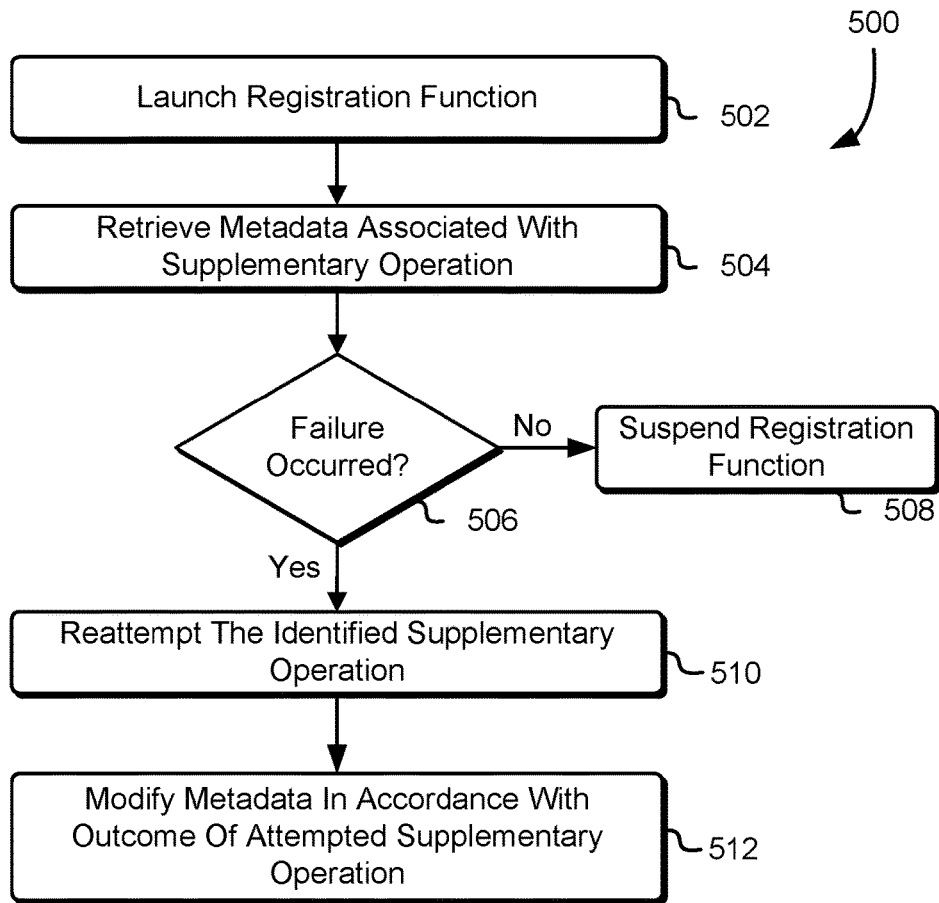 500
Launch Registration Function
502
Retrieve Metadata Associated With
Supplementary Operation
504
Failure
Occurred?
506
No
Suspend Registration
Function
508
Yes
Reattempt The Identified Supplementary
Operation
510
Modify Metadata In Accordance With
Outcome Of Attempted Supplementary
Operation
512